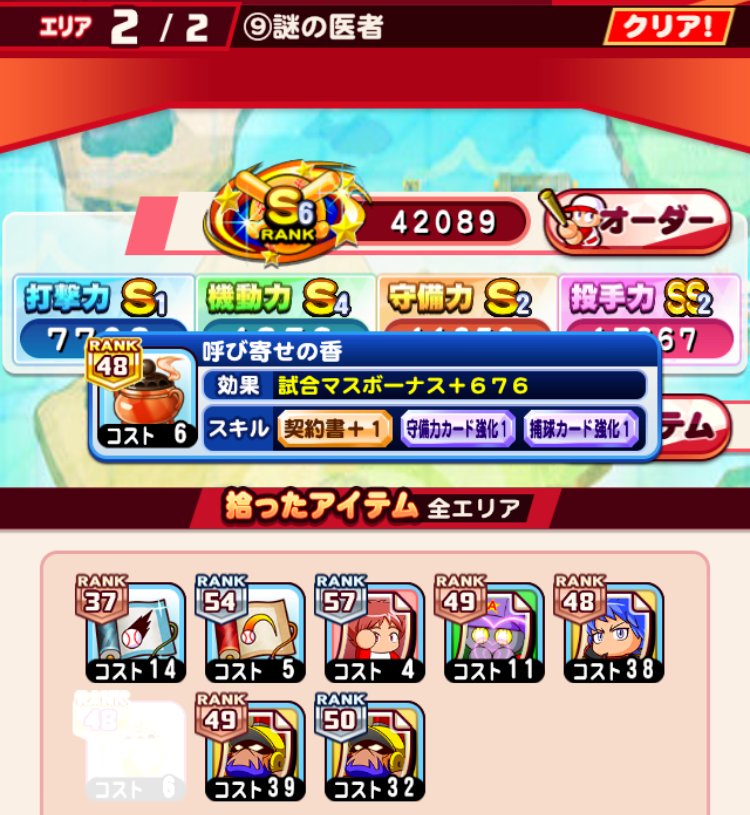 エリア 2 / 2 ⑨謎の医者 クリア!
S6 RANK 42089 オーダー
打撃力 S1 機動力 S4 守備力 S2 投手力 SS2
RANK 48 呼び寄せの香
効果 試合マスボーナス+676
コスト 6 スキル 契約書+1 守備力カード強化1 捕球カード強化1
テム
拾ったアイテム 全エリア
RANK 37 RANK 54 RANK 57 RANK 49 RANK 48
コスト14 コスト 5 コスト 4 コスト11 コスト38
RANK 48 RANK 49 RANK 50
コスト 6 コスト39 コスト32